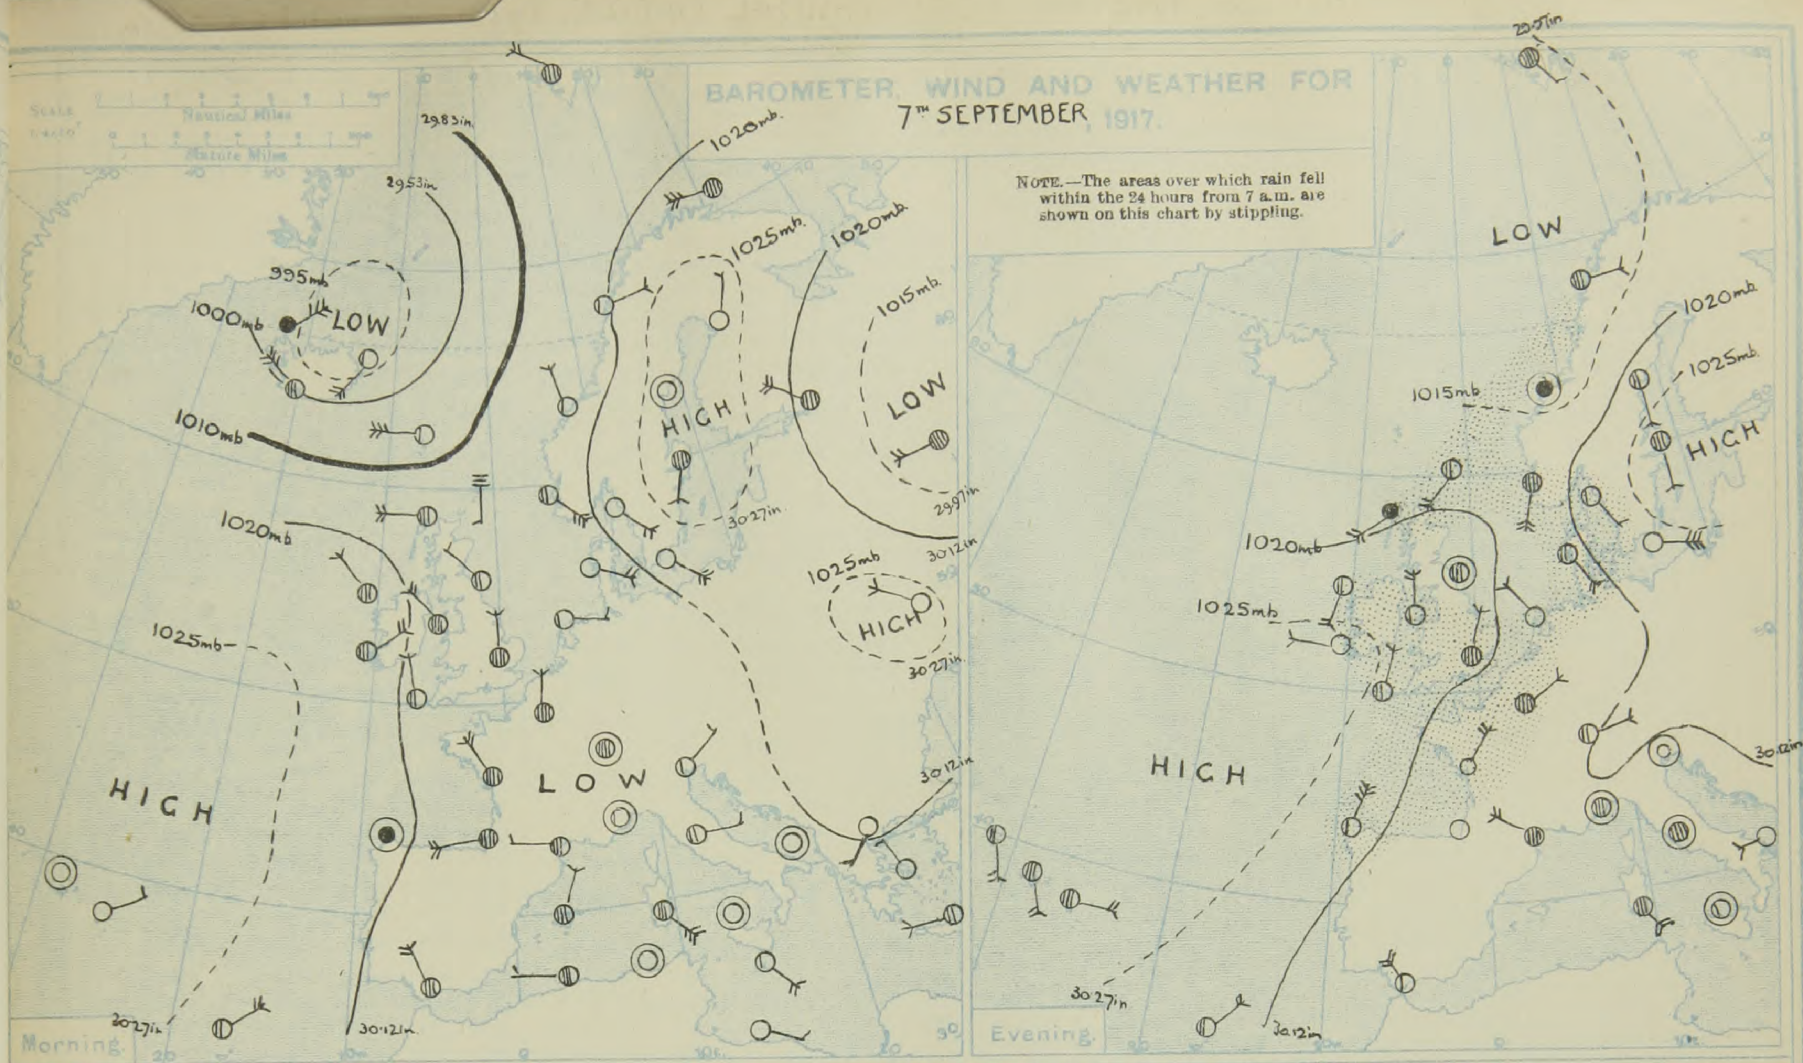 BAROMETER, WIND AND WEATHER FOR
7TH SEPTEMBER, 1917.
NOTE.—The areas over which rain fell
within the 24 hours from 7 a.m. are
shown on this chart by stippling.
SCALE
Nautical Miles
Statute Miles
29.83in.
29.53in
1020mb.
1025mb.
1020mb.
995mb
1000mb
LOW
1015mb.
1010mb
HIGH
LOW
29.97in
30.27in.
30.12in
1020mb
1025mb
HIGH
30.27in.
1025mb
HIGH
LOW
30.12in
30.27in
30.12in.
Morning.
29.97in
LOW
1020mb.
1025mb.
1015mb
HIGH
1020mb
1025mb
HIGH
30.12in
30.27in
30.12in
Evening.